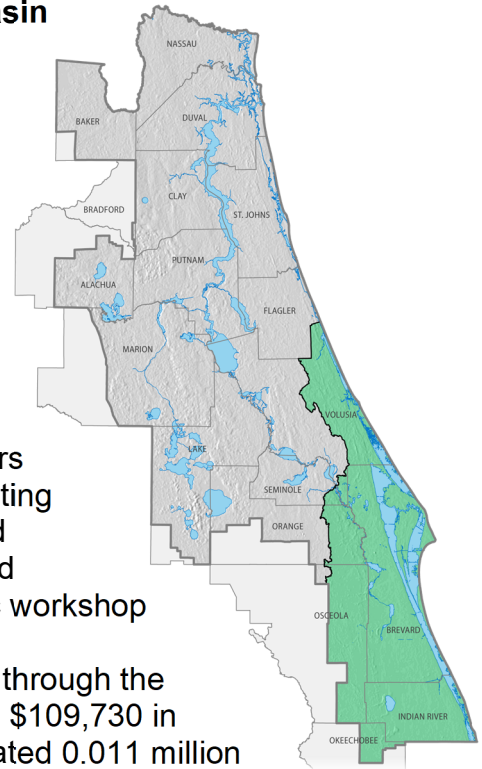 asin
NASSAU
BAKER
DUVAL
CLAY
BRADFORD
ST. JOHNS
PUTNAM
ALACHUA
FLAGLER
MARION
VOLUSIA
LAKE
SEMINOLE
ORANGE
OSCEOLA
BREVARD
INDIAN RIVER
OKEECHOBEE
rs
ting
d
d
workshop
through the
$109,730 in
ated 0.011 million